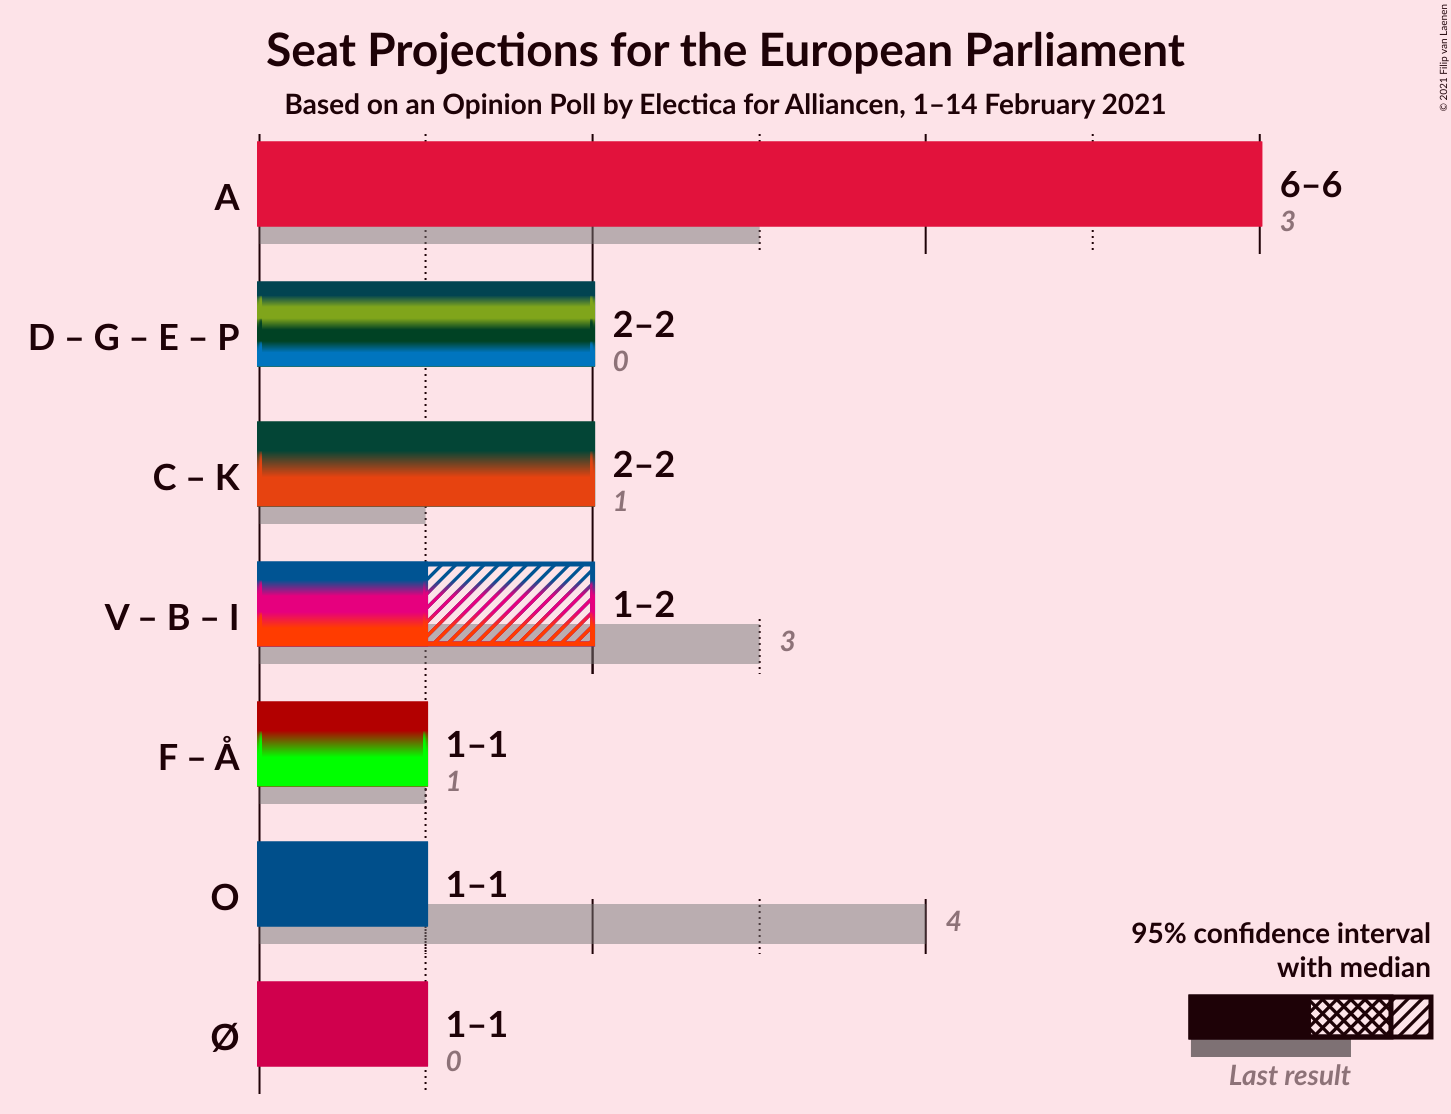 Seat Projections for the European Parliament
Based on an Opinion Poll by Electica for Alliancen, 1–14 February 2021
© 2021 Filip van Laenen
A
6–6
3
D – G – E – P
2–2
0
C – K
2–2
1
V – B – I
1–2
3
F – Å
1–1
1
O
1–1
4
Ø
1–1
0
95% confidence interval
with median
Last result